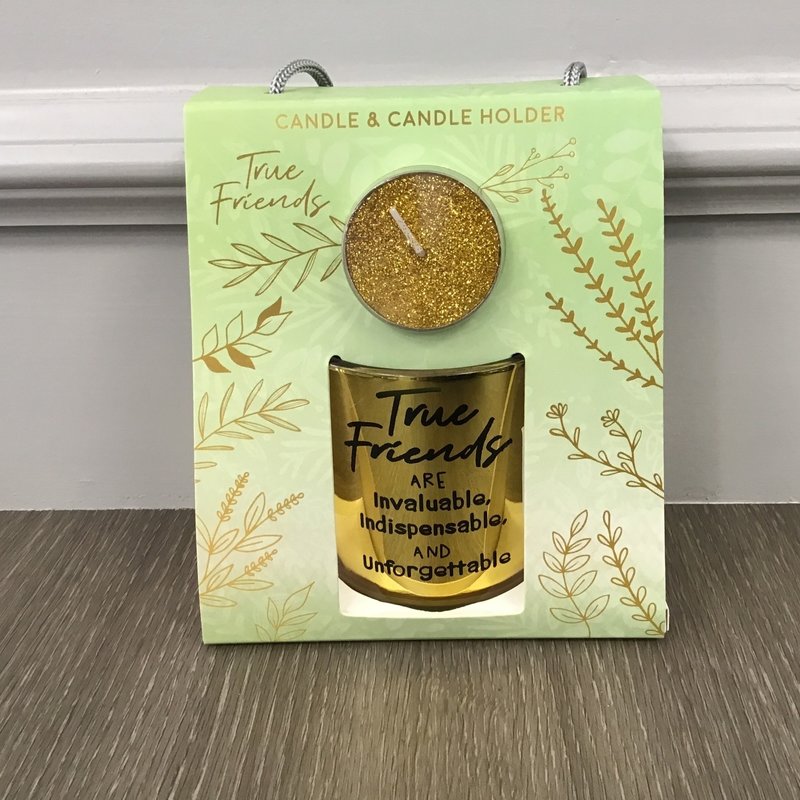 CANDLE & CANDLE HOLDER
True
Friends
True
Friends
ARE
Invaluable,
Indispensable,
AND
Unforgettable